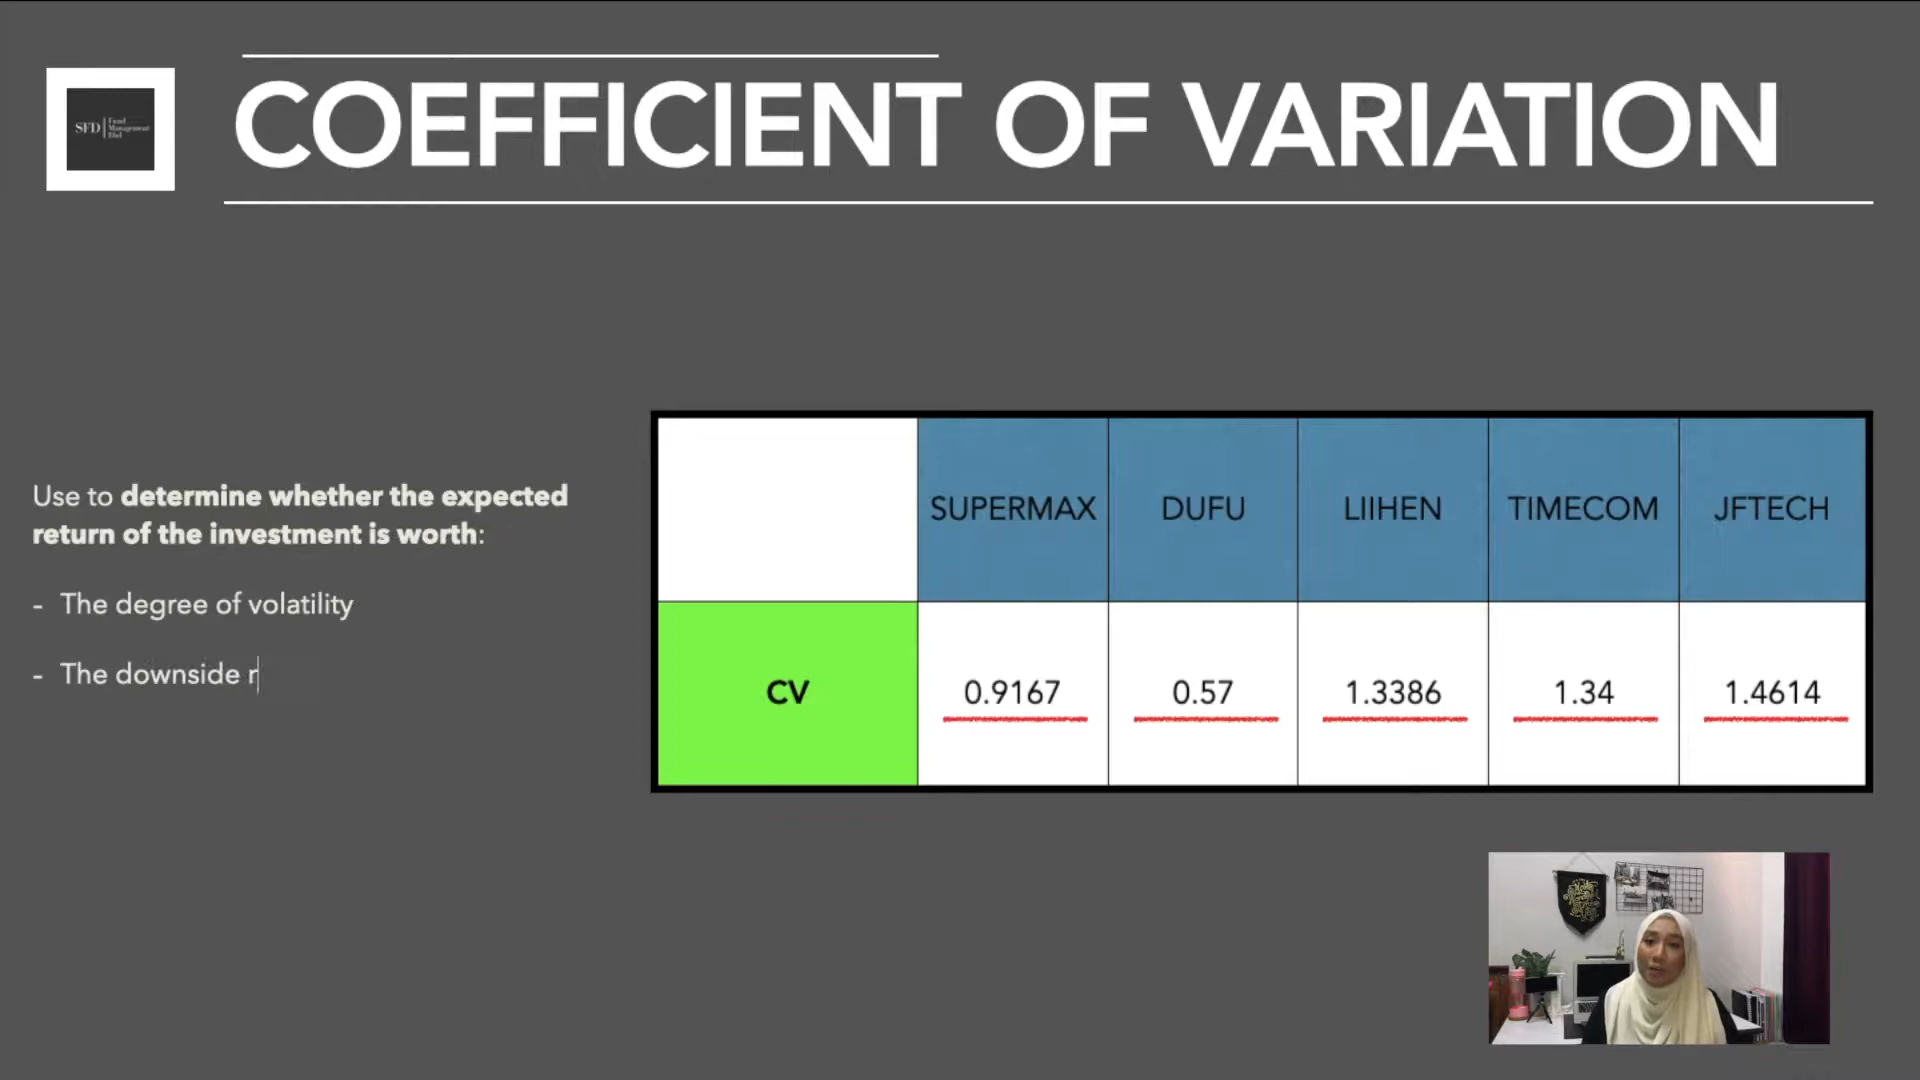 SFD Fund
Management
Bhd
COEFFICIENT OF VARIATION
Use to determine whether the expected
return of the investment is worth:
- The degree of volatility
- The downside r
SUPERMAX DUFU LIIHEN TIMECOM JFTECH
CV 0.9167 0.57 1.3386 1.34 1.4614